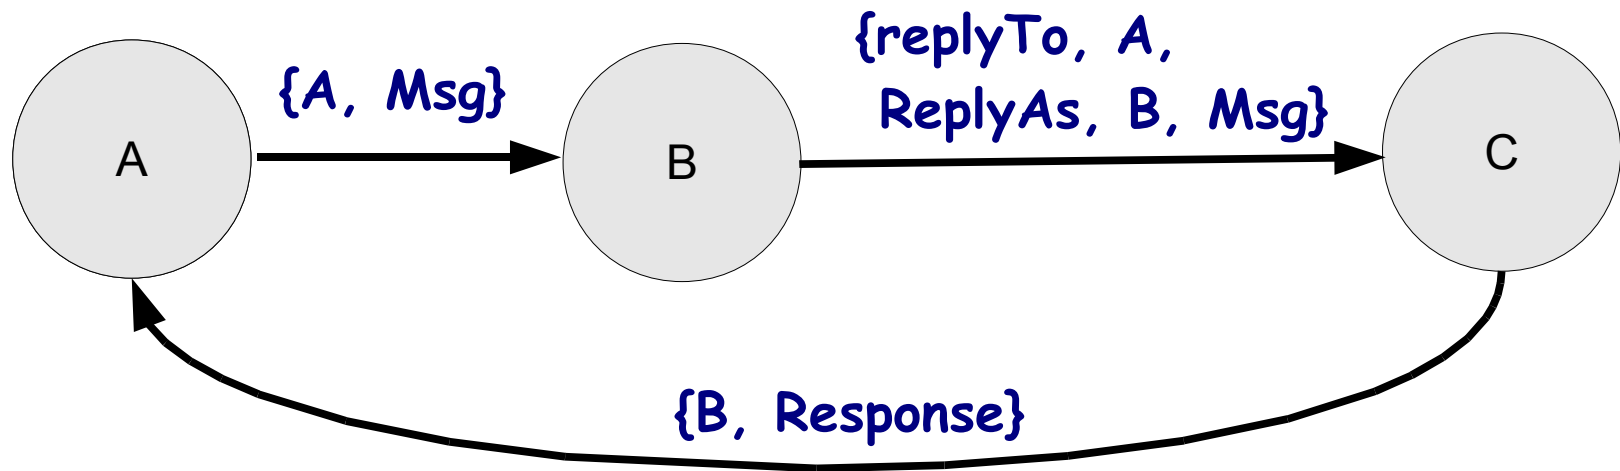 A
{A, Msg}
B
{replyTo, A,
ReplyAs, B, Msg}
C
{B, Response}